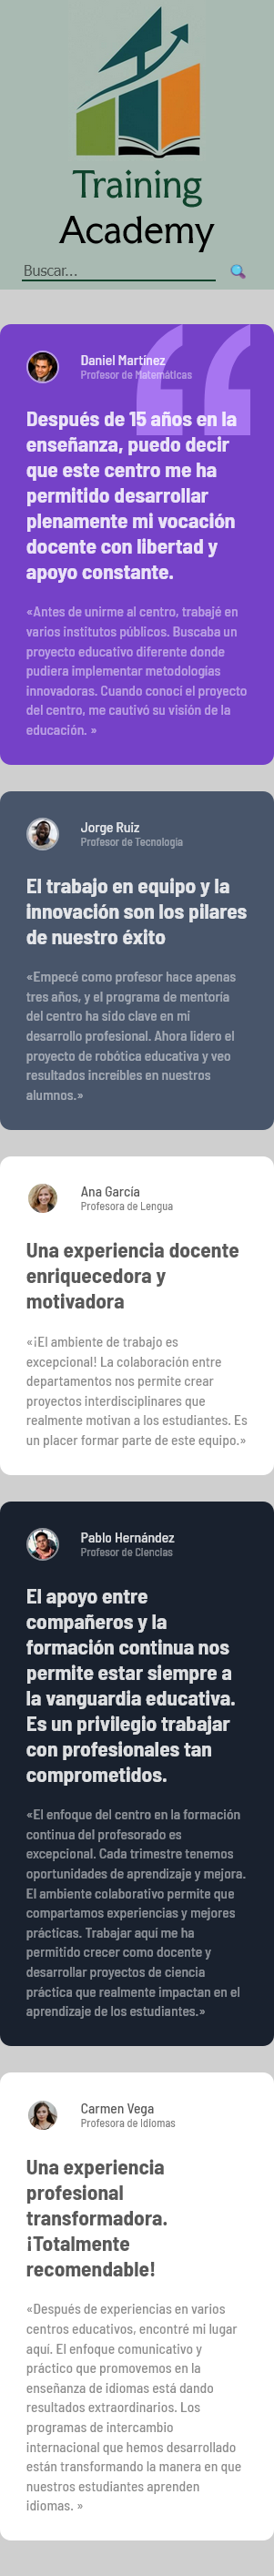 Training
Academy
Buscar...
Daniel Martínez
Profesor de Matemáticas
Después de 15 años en la
enseñanza, puedo decir
que este centro me ha
permitido desarrollar
plenamente mi vocación
docente con libertad y
apoyo constante.
«Antes de unirme al centro, trabajé en
varios institutos públicos. Buscaba un
proyecto educativo diferente donde
pudiera implementar metodologías
innovadoras. Cuando conocí el proyecto
del centro, me cautivó su visión de la
educación. »
Jorge Ruiz
Profesor de Tecnología
El trabajo en equipo y la
innovación son los pilares
de nuestro éxito
«Empecé como profesor hace apenas
tres años, y el programa de mentoría
del centro ha sido clave en mi
desarrollo profesional. Ahora lidero el
proyecto de robótica educativa y veo
resultados increíbles en nuestros
alumnos.»
Ana García
Profesora de Lengua
Una experiencia docente
enriquecedora y
motivadora
«¡El ambiente de trabajo es
excepcional! La colaboración entre
departamentos nos permite crear
proyectos interdisciplinares que
realmente motivan a los estudiantes. Es
un placer formar parte de este equipo.»
Pablo Hernández
Profesor de Ciencias
El apoyo entre
compañeros y la
formación continua nos
permite estar siempre a
la vanguardia educativa.
Es un privilegio trabajar
con profesionales tan
comprometidos.
«El enfoque del centro en la formación
continua del profesorado es
excepcional. Cada trimestre tenemos
oportunidades de aprendizaje y mejora.
El ambiente colaborativo permite que
compartamos experiencias y mejores
prácticas. Trabajar aquí me ha
permitido crecer como docente y
desarrollar proyectos de ciencia
práctica que realmente impactan en el
aprendizaje de los estudiantes.»
Carmen Vega
Profesora de Idiomas
Una experiencia
profesional
transformadora.
¡Totalmente
recomendable!
«Después de experiencias en varios
centros educativos, encontré mi lugar
aquí. El enfoque comunicativo y
práctico que promovemos en la
enseñanza de idiomas está dando
resultados extraordinarios. Los
programas de intercambio
internacional que hemos desarrollado
están transformando la manera en que
nuestros estudiantes aprenden
idiomas. »